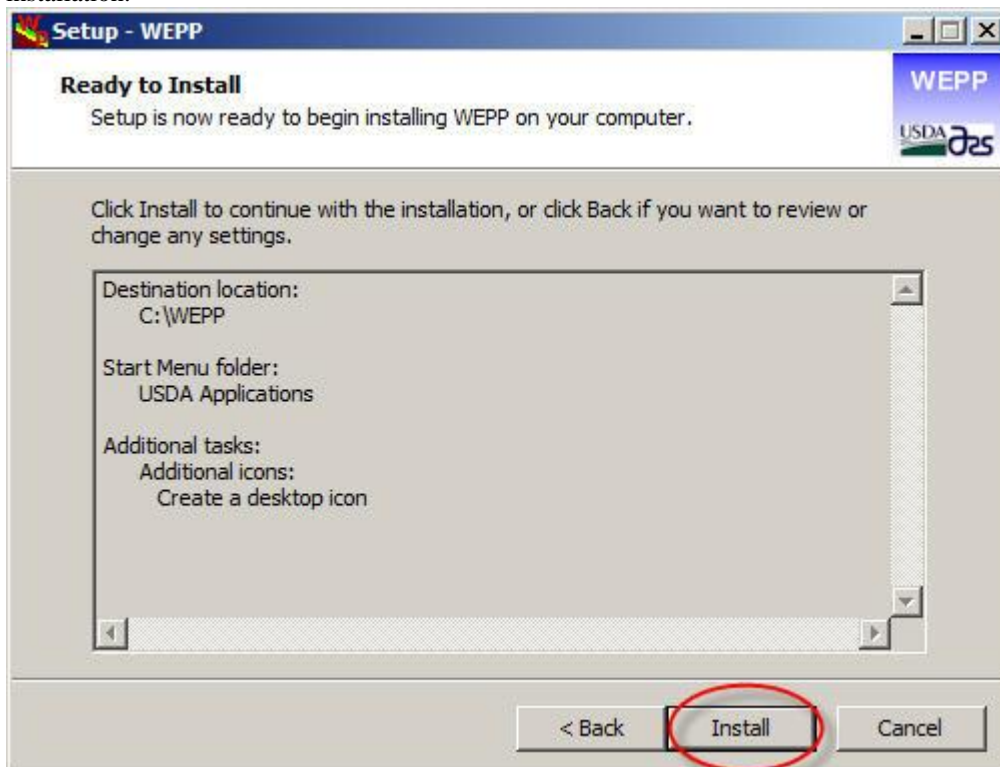 Setup - WEPP
Ready to Install
Setup is now ready to begin installing WEPP on your computer.
WEPP
USDA
Click Install to continue with the installation, or click Back if you want to review or
change any settings.
Destination location:
C:\WEPP
Start Menu folder:
USDA Applications
Additional tasks:
Additional icons:
Create a desktop icon
< Back
Install
Cancel